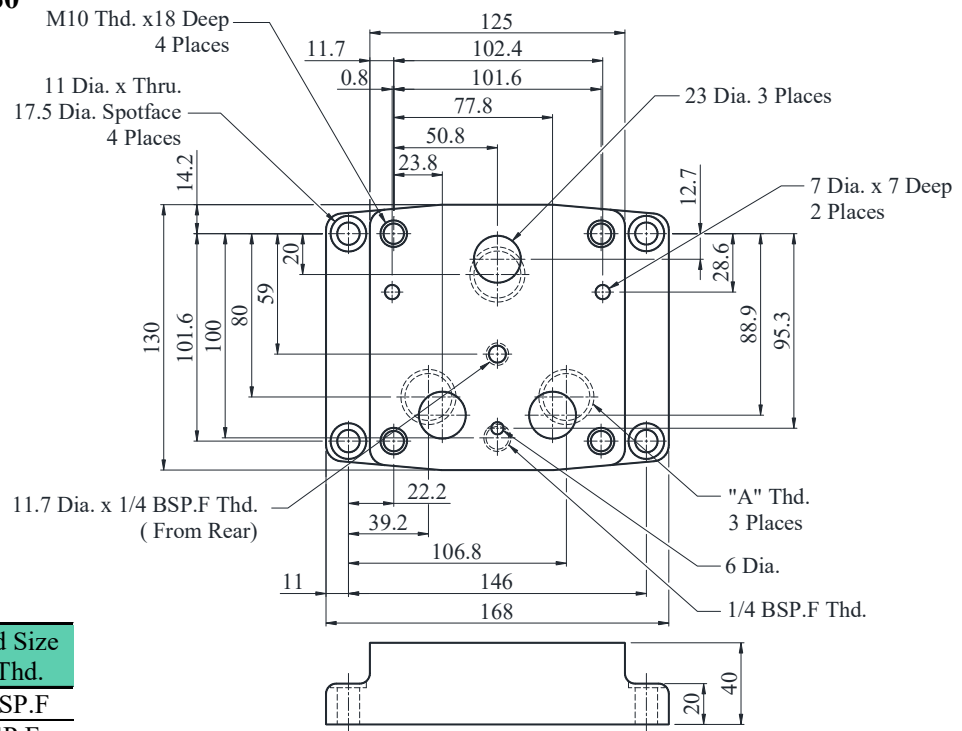 M10 Thd. x18 Deep
4 Places
125
11.7
102.4
0.8
101.6
11 Dia. x Thru.
17.5 Dia. Spotface
4 Places
77.8
23 Dia. 3 Places
50.8
23.8
14.2
12.7
7 Dia. x 7 Deep
2 Places
20
28.6
59
80
100
101.6
130
88.9
95.3
11.7 Dia. x 1/4 BSP.F Thd.
( From Rear)
22.2
39.2
"A" Thd.
3 Places
106.8
6 Dia.
11
146
1/4 BSP.F Thd.
168
Size
Thd.
40
20